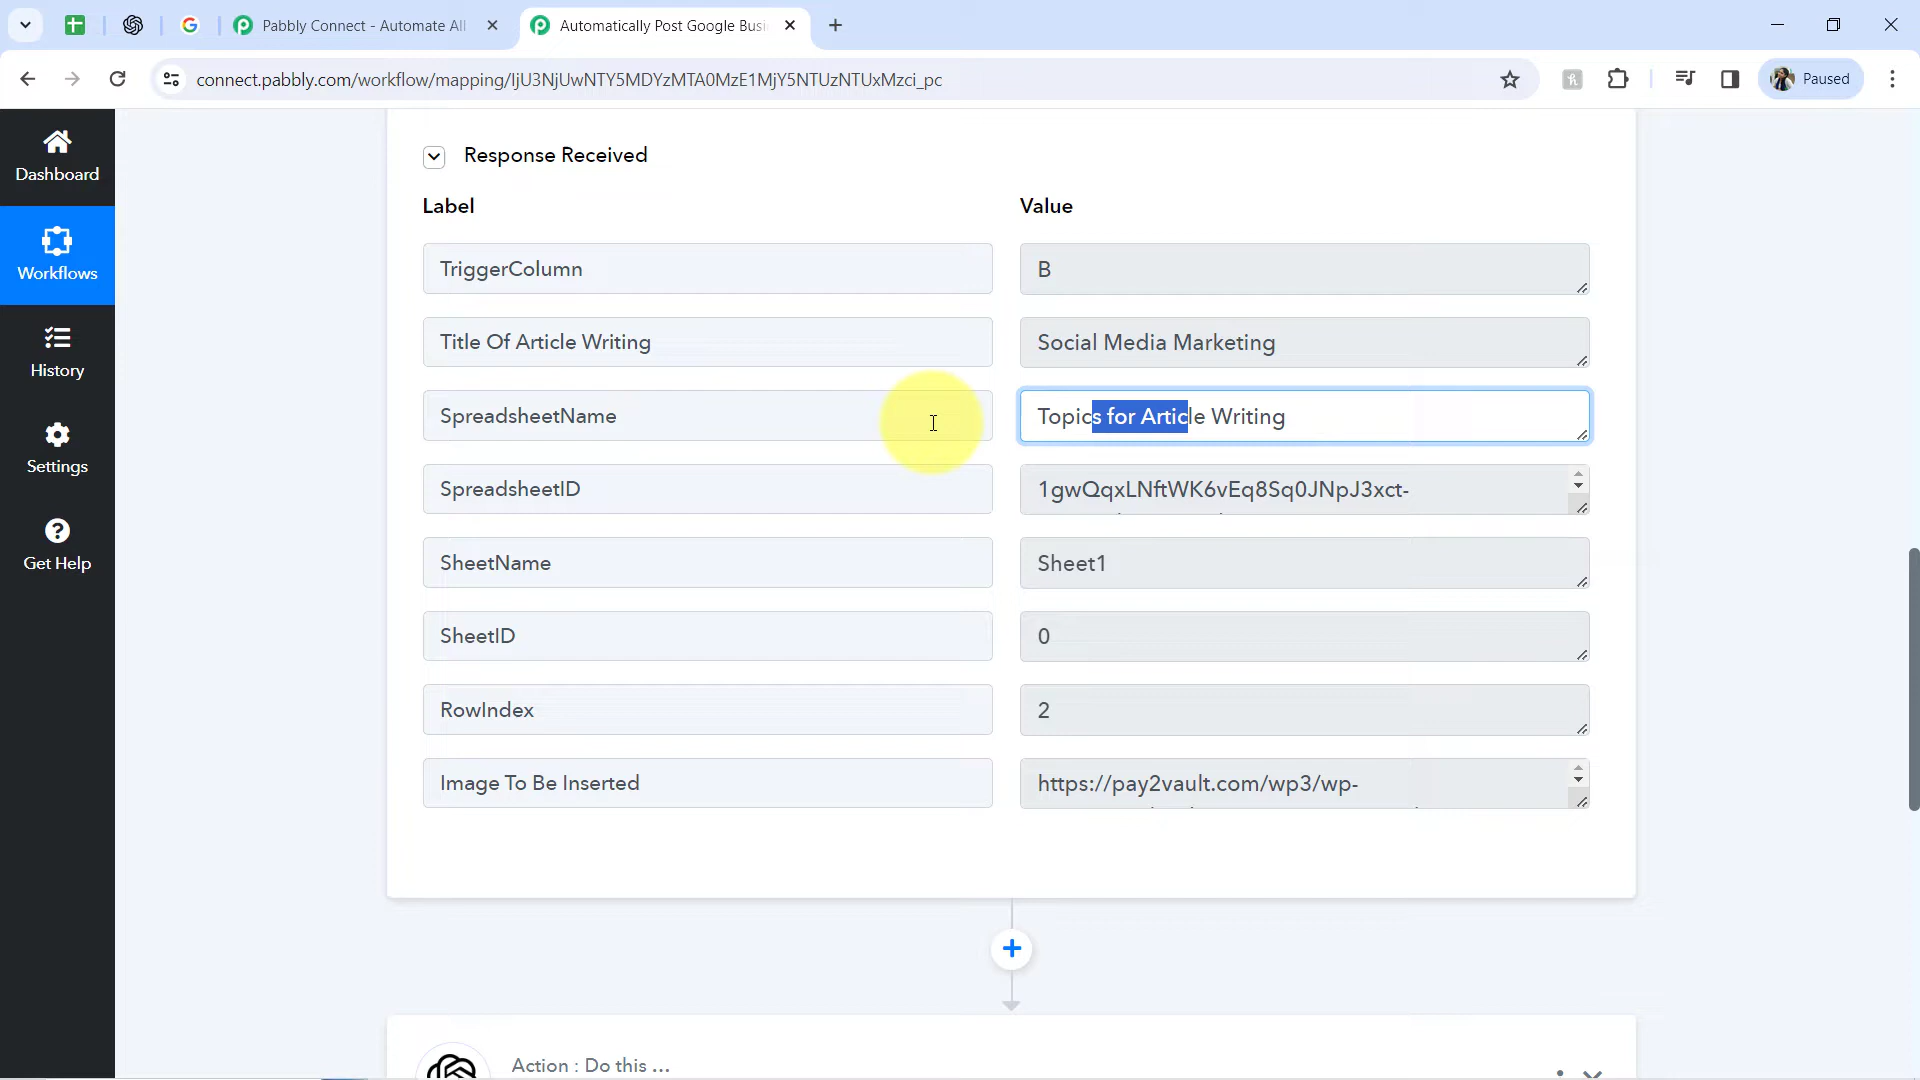 Pabbly Connect - Automate All
Automatically Post Google Busi
connect.pabbly.com/workflow/mapping/IjU3NjUwNTY5MDYzMTA0MzE1MjY5NTUzNTUxMzci_pc
Paused
Dashboard
Workflows
History
Settings
Get Help
Response Received
Label Value
TriggerColumn B
Title Of Article Writing Social Media Marketing
SpreadsheetName Topics for Article Writing
SpreadsheetID 1gwQqxLNftWK6vEq8Sq0JNpJ3xct-
SheetName Sheet1
SheetID 0
RowIndex 2
Image To Be Inserted https://pay2vault.com/wp3/wp-
Action : Do this ...